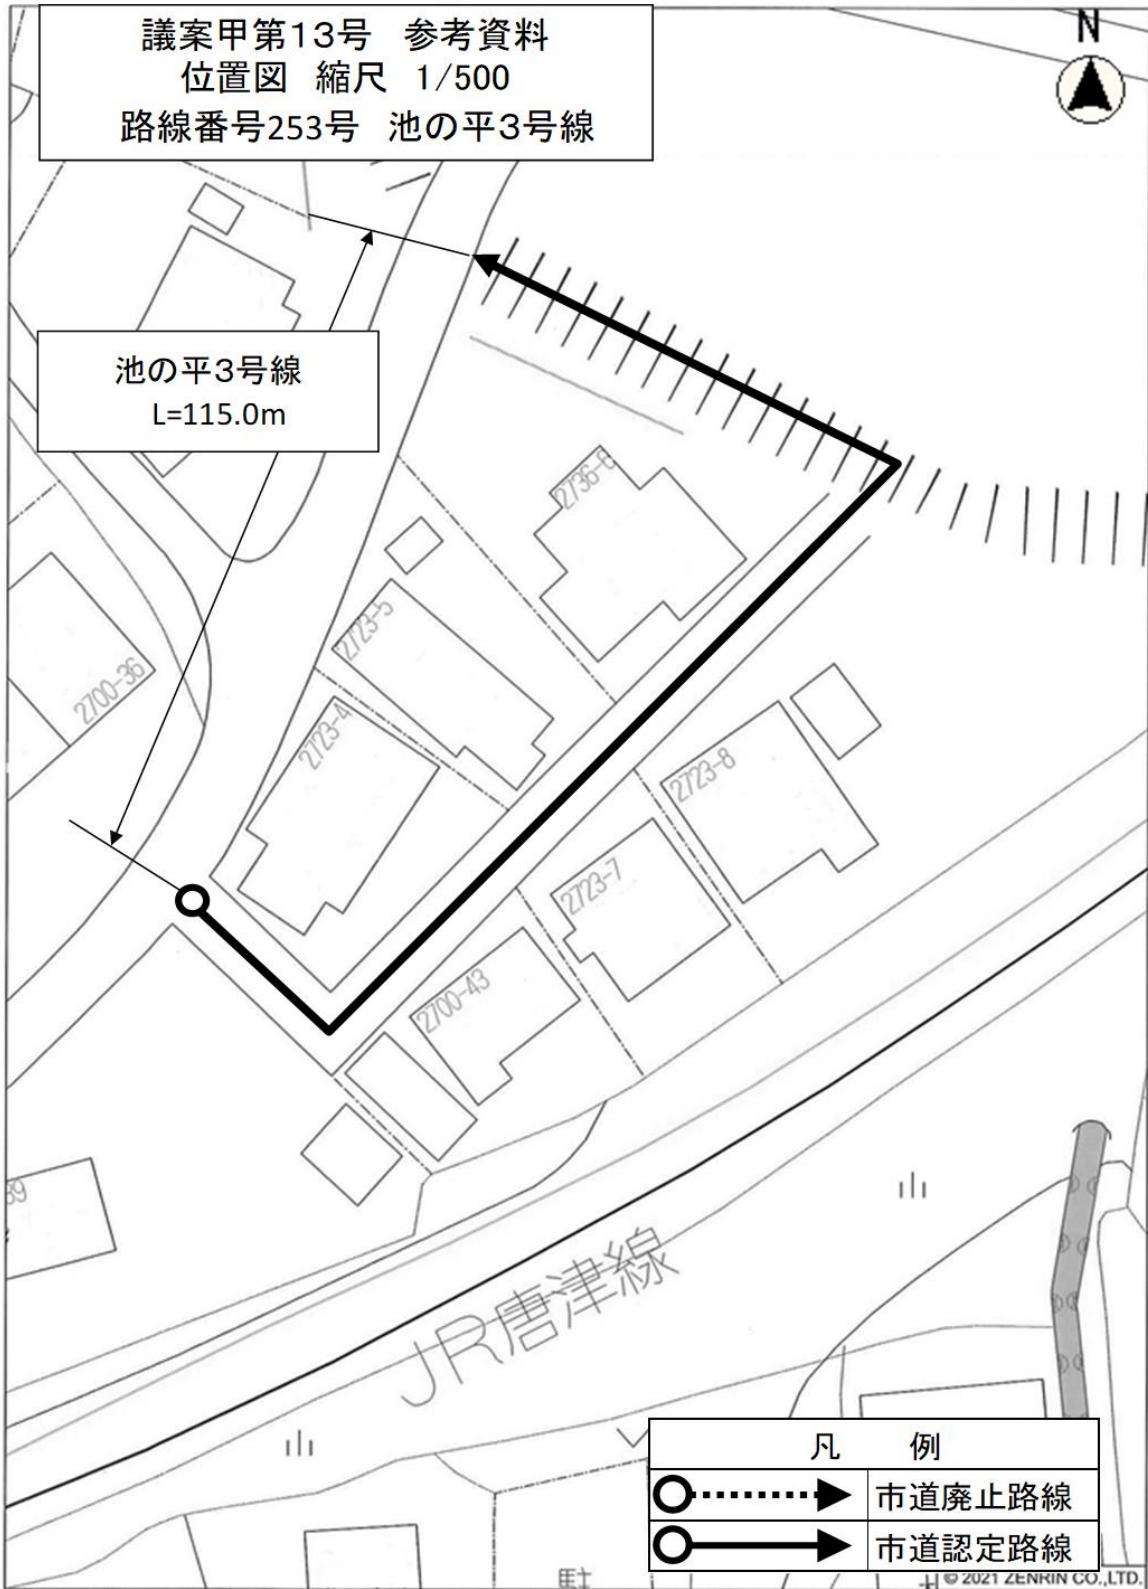 議案甲第13号 参考資料
位置図 縮尺 1/500
路線番号253号 池の平3号線
N
池の平3号線
L=115.0m
2736-6
2723-5
2700-36
2723-4
2723-8
2723-7
2700-43
39
JR唐津線
凡 例
市道廃止路線
市道認定路線
駐
© 2021 ZENRIN CO.,LTD.